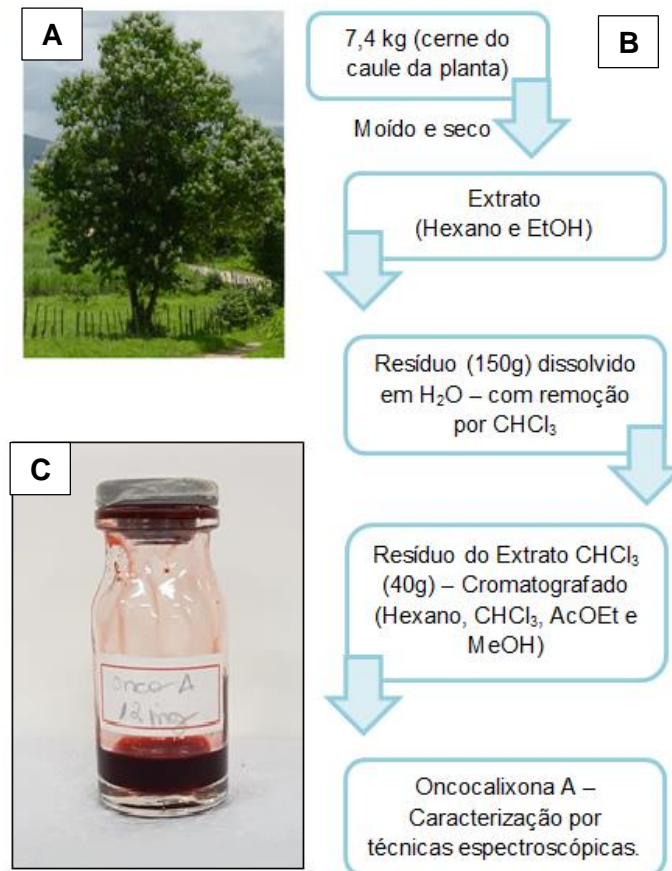 A
B
7,4 kg (cerne do
caule da planta)
Moído e seco
Extrato
(Hexano e EtOH)
Resíduo (150g) dissolvido
em H₂O – com remoção
por CHCl₃
C
onco A
12 mg
Resíduo do Extrato CHCl₃
(40g) – Cromatografado
(Hexano, CHCl₃, AcOEt e
MeOH)
Oncocalixona A –
Caracterização por
técnicas espectroscópicas.